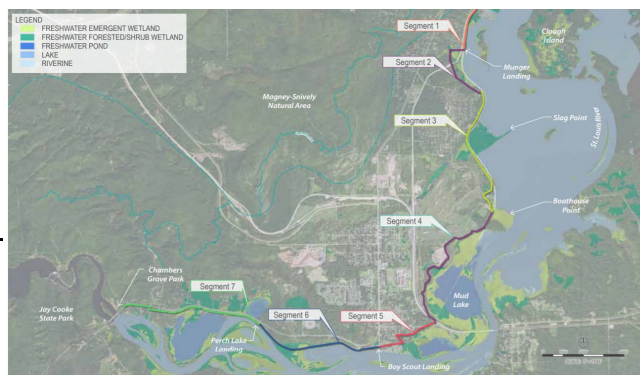 LEGEND
FRESHWATER EMERGENT WETLAND
FRESHWATER FORESTED/SHRUB WETLAND
FRESHWATER POND
LAKE
RIVERINE
Segment 1
Clough
Island
Segment 2
Munger
Landing
Magney-Snively
Natural Area
Segment 3
Slag Point
St. Louis River
Boathouse
Point
Segment 4
Chambers
Grove Park
Segment 7
Mud
Lake
Jay Cooke
State Park
Segment 6
Segment 5
Perch Lake
Landing
Boy Scout Landing